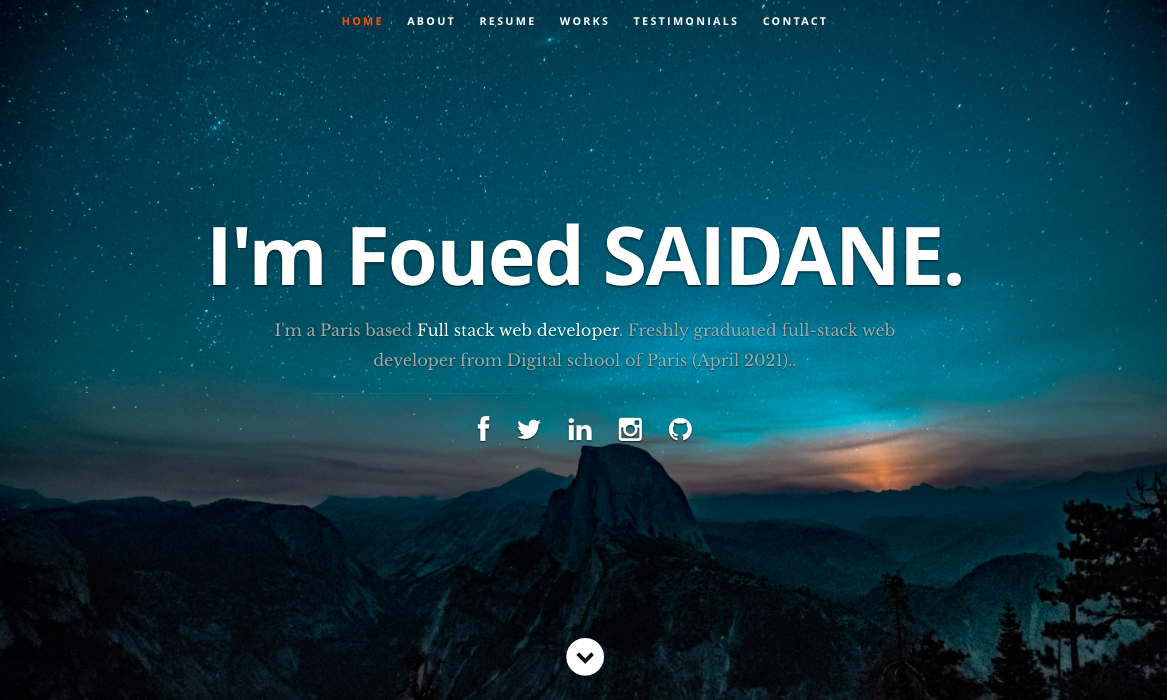 HOME ABOUT RESUME WORKS TESTIMONIALS CONTACT
I'm Foued SAIDANE.
I'm a Paris based Full stack web developer. Freshly graduated full-stack web
developer from Digital school of Paris (April 2021)..